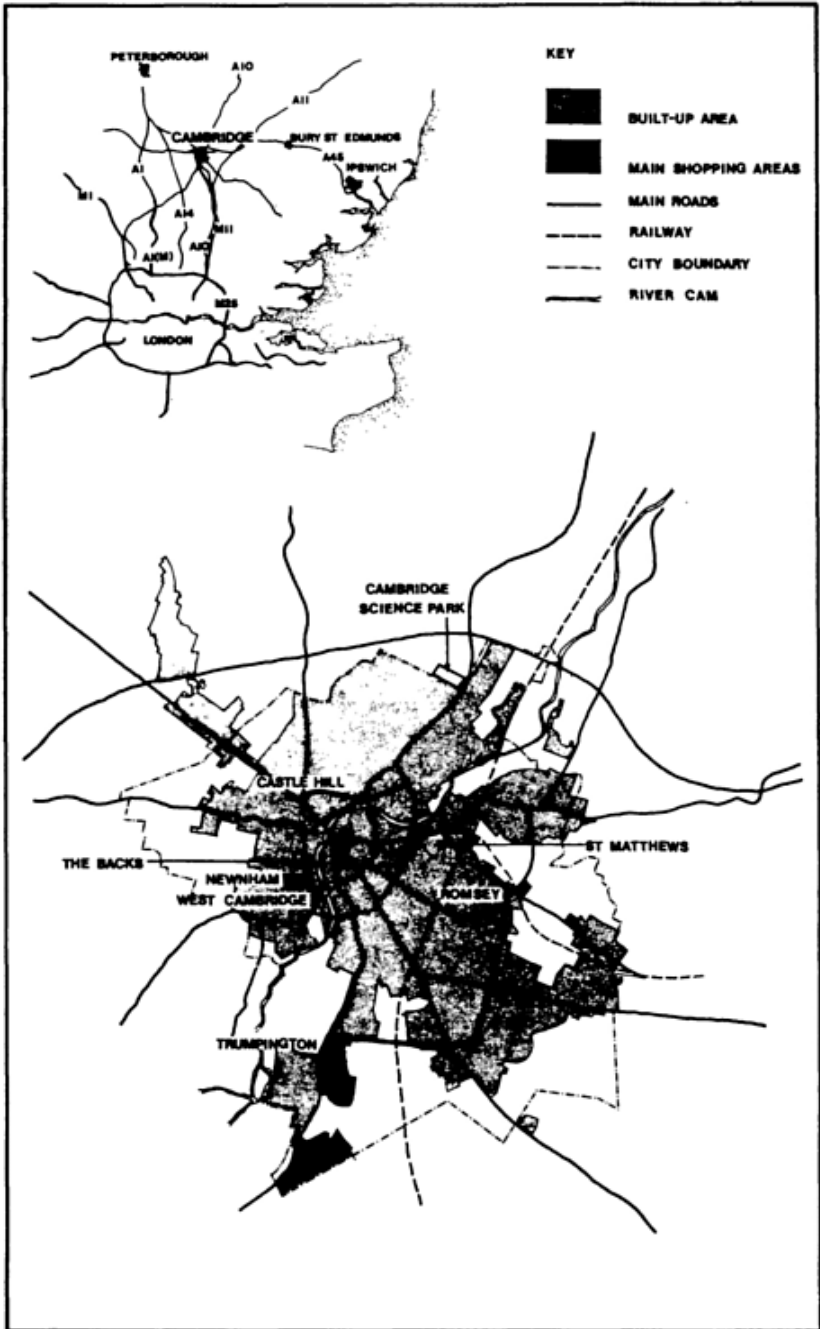 PETERBOROUGH
A10
A11
CAMBRIDGE
BURY ST EDMUNDS
A45
IPSWICH
A1
M1
A14
M11
A10
A1(M)
M25
LONDON
KEY
BUILT-UP AREA
MAIN SHOPPING AREAS
MAIN ROADS
RAILWAY
CITY BOUNDARY
RIVER CAM
CAMBRIDGE
SCIENCE PARK
CASTLE HILL
THE BACKS
ST MATTHEWS
NEWNHAM
ROMSEY
WEST CAMBRIDGE
TRUMPINGTON